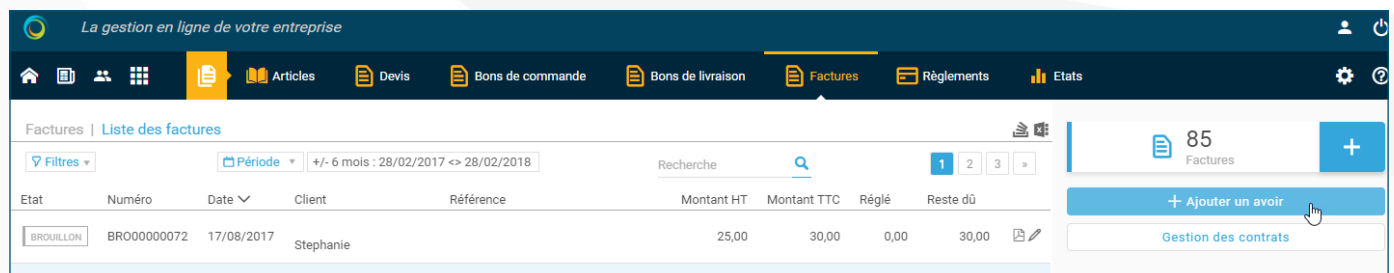 La gestion en ligne de votre entreprise
Articles Devis Bons de commande Bons de livraison Factures Règlements Etats
Factures | Liste des factures
85
Factures
+
Filtres Période +/- 6 mois : 28/02/2017 <> 28/02/2018 Recherche 1 2 3 »
+ Ajouter un avoir
Etat Numéro Date Client Référence Montant HT Montant TTC Réglé Reste dû
BROUILLON BRO00000072 17/08/2017 Stephanie 25,00 30,00 0,00 30,00
Gestion des contrats